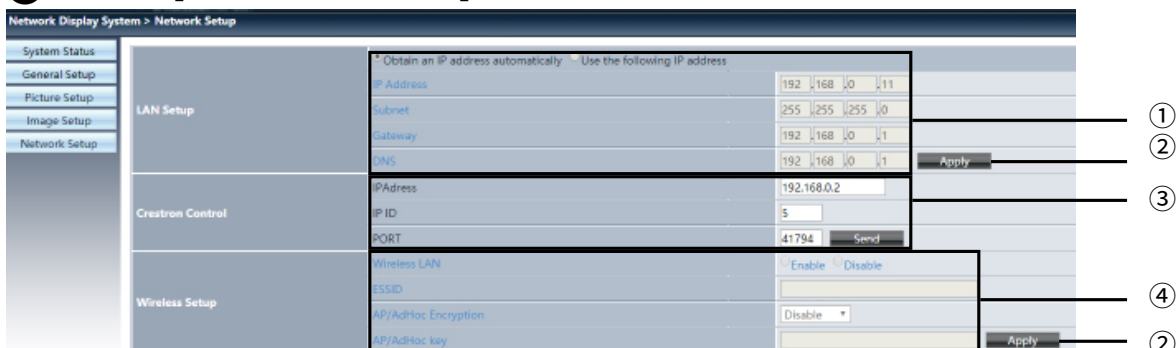 Network Display System > Network Setup
System Status
General Setup
Picture Setup
Image Setup
Network Setup
LAN Setup
Obtain an IP address automatically Use the following IP address
IP Address 192 .168 .0 .11
Subnet 255 .255 .255 .0
①
Gateway 192 .168 .0 .1
②
DNS 192 .168 .0 .1 Apply
Crestron Control
IPAdress 192.168.0.2
③
IP ID 5
PORT 41794 Send
Wireless Setup
Wireless LAN Enable Disable
ESSID
④
AP/AdHoc Encryption Disable
AP/AdHoc key Apply
②